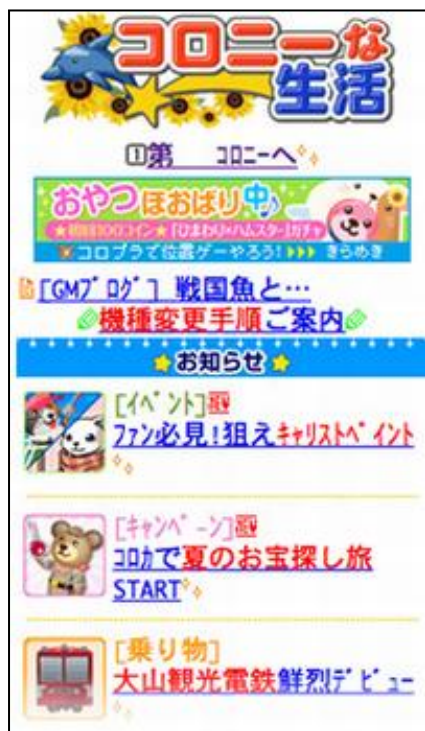 コロニーな
生活
1第 コロニーへ
おやつほおばり中♪
★初回100コイン★「ひまわり×ハムスター」ガチャ
コロプラで位置ゲーやろう! きらめき
[GMブログ] 戦国魚と…
機種変更手順ご案内
お知らせ
[イベント]NEW
ファン必見!狙えキャリストペイント
[キャンペーン]NEW
コロカで夏のお宝探し旅
START
[乗り物]
大山観光電鉄鮮烈デビュー